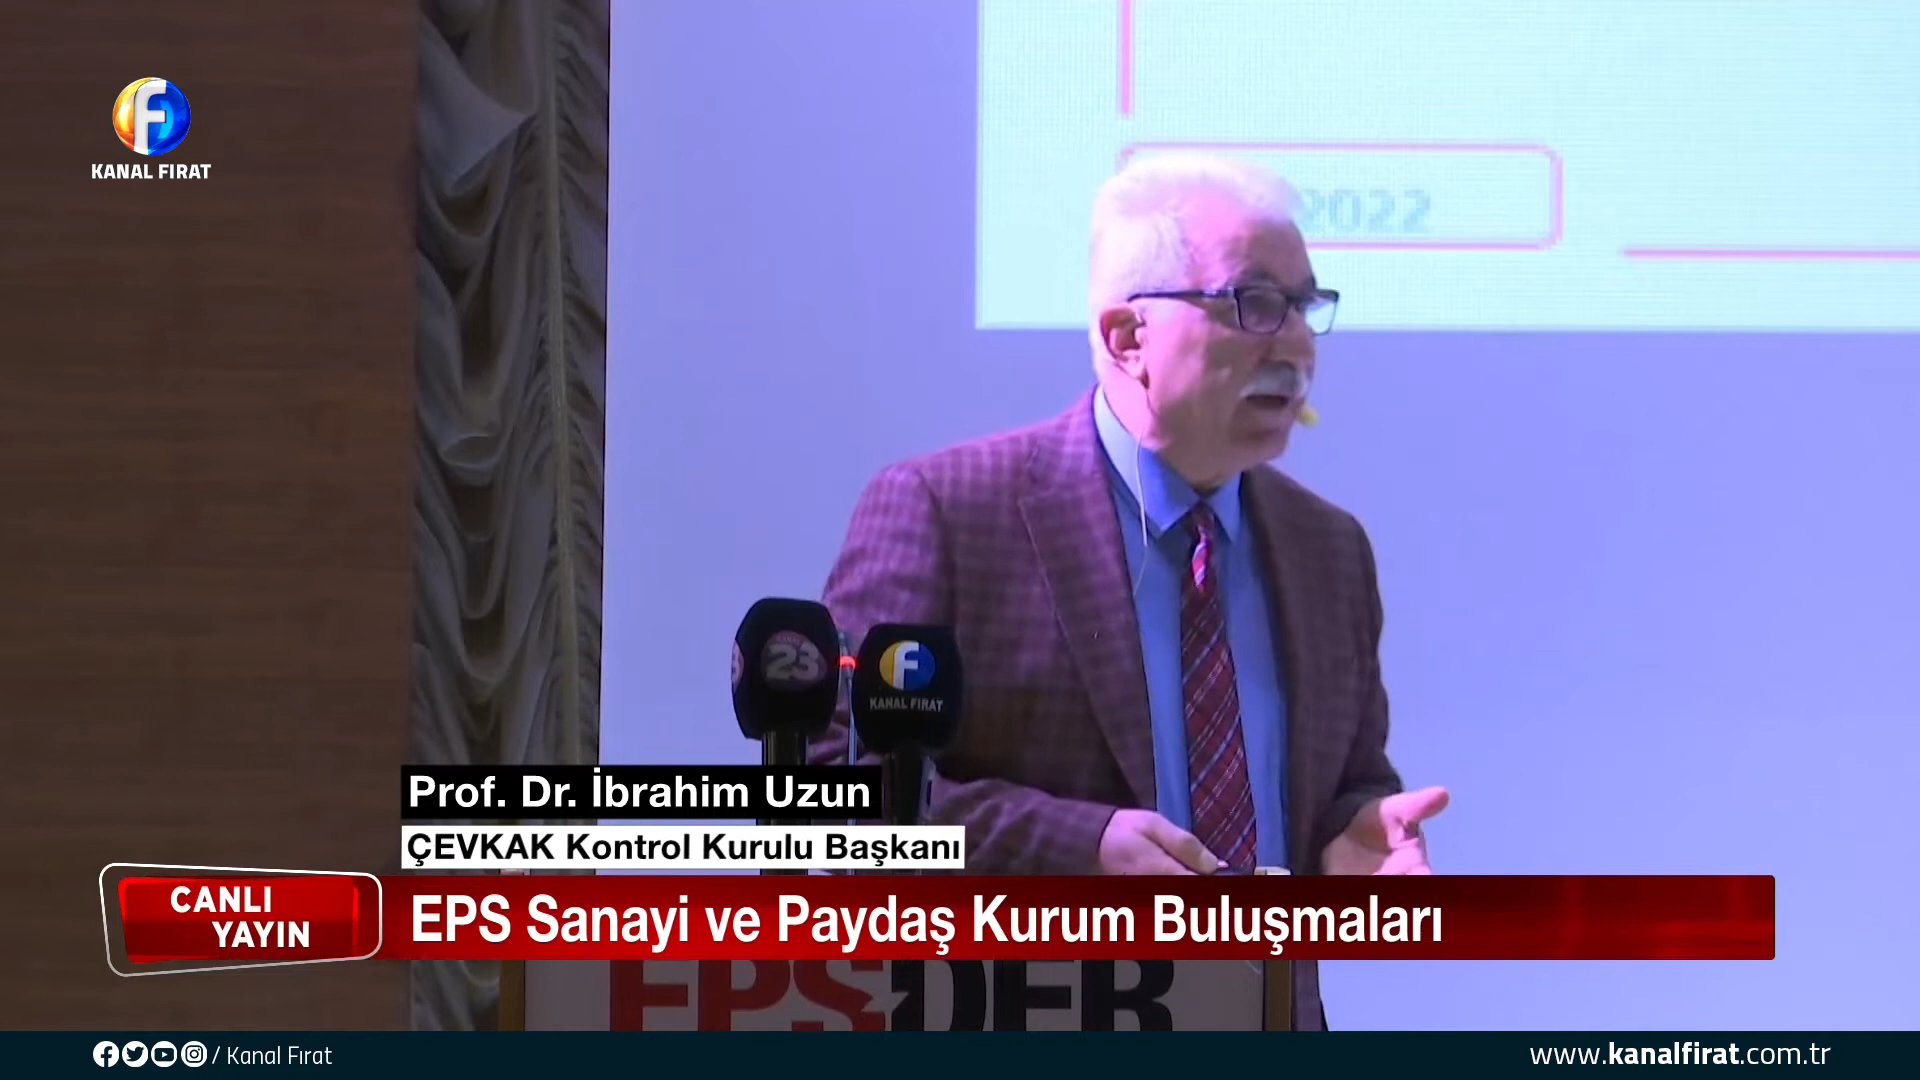 KANAL FIRAT
2022
23
KANAL FIRAT
Prof. Dr. İbrahim Uzun
ÇEVKAK Kontrol Kurulu Başkanı
CANLI
YAYIN
EPS Sanayi ve Paydaş Kurum Buluşmaları
EPSDER
/ Kanal Fırat
www.kanalfirat.com.tr